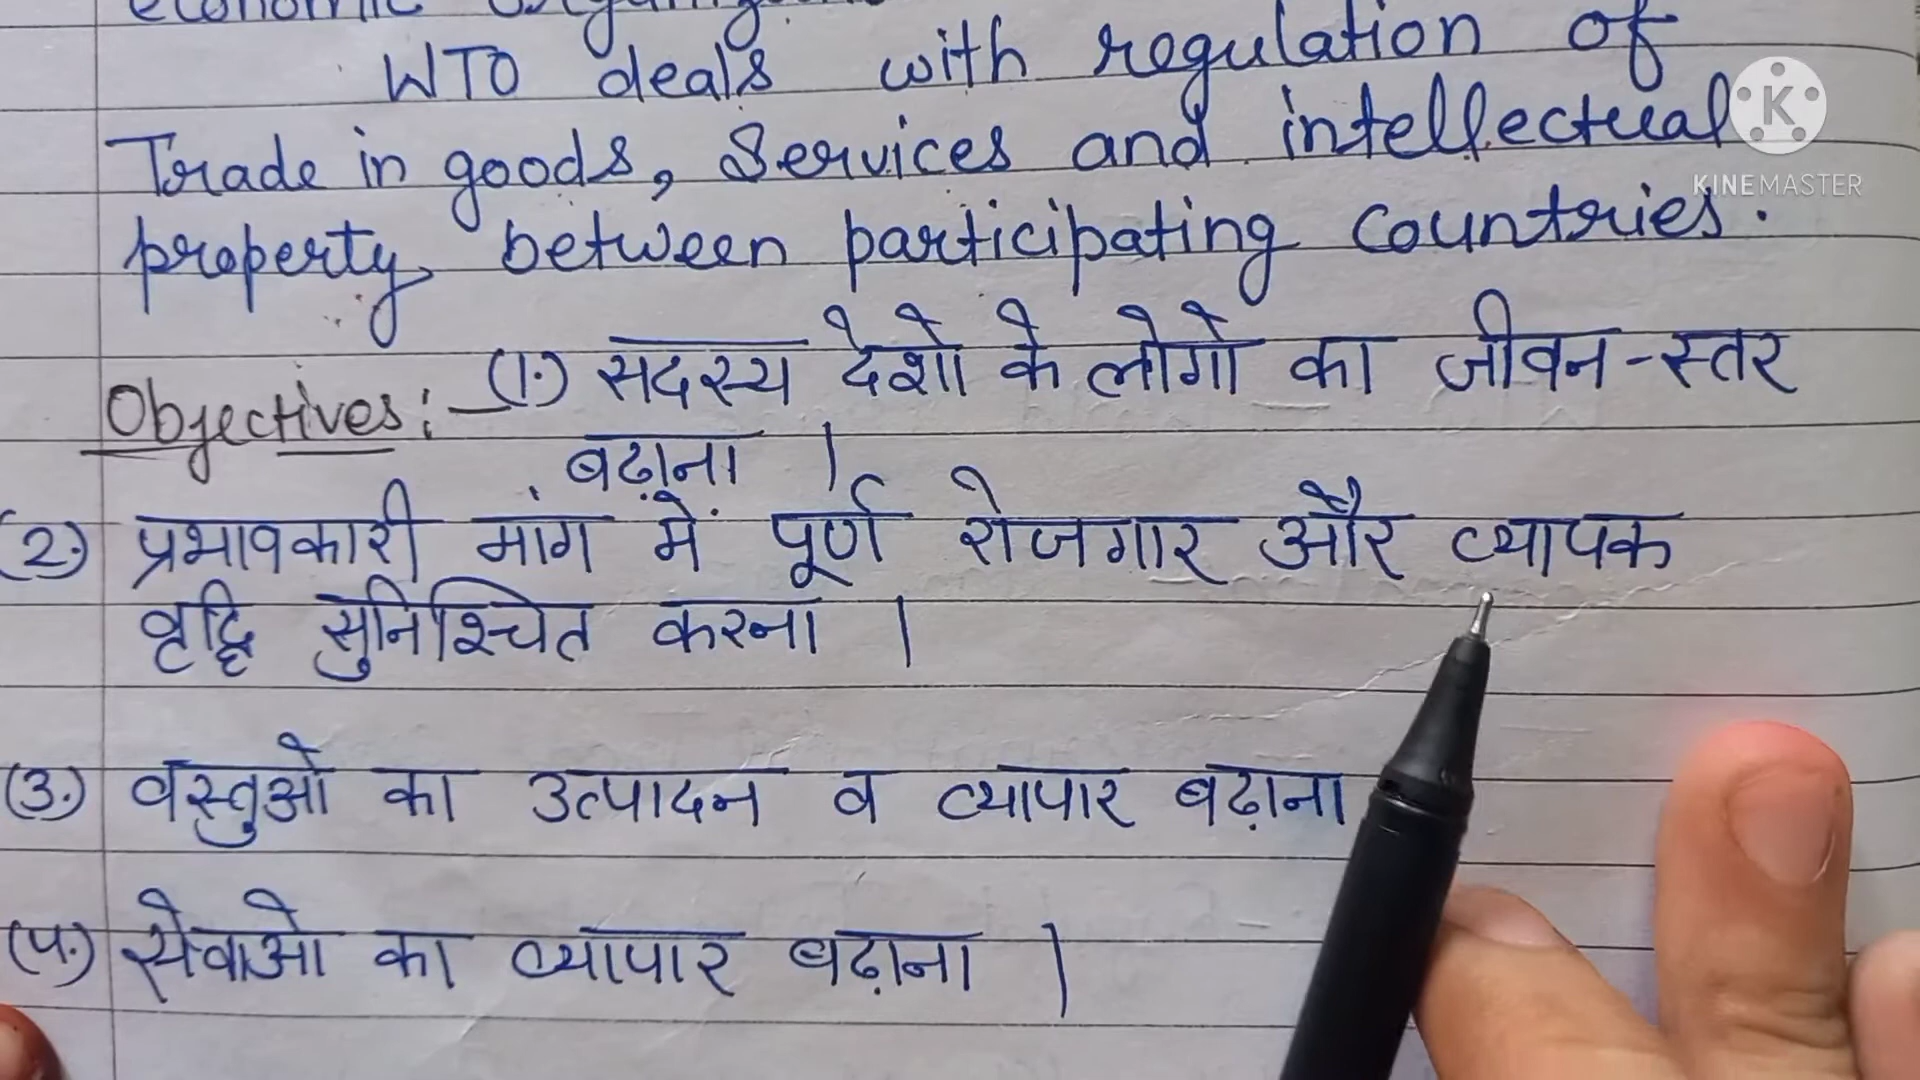 economic
WTO deals with regulation of
Trade in goods, Services and intellectual
property, between participating countries.
Objectives:- (1.) सदस्य देशो के लोगो का जीवन-स्तर
बढ़ाना ।
(2.) प्रभावकारी मांग में पूर्ण रोजगार और व्यापक
वृद्धि सुनिश्चित करना ।
(3.) वस्तुओ का उत्पादन व व्यापार बढ़ाना
(4.) सेवाओ का व्यापार बढ़ाना ।
K
KINEMASTER